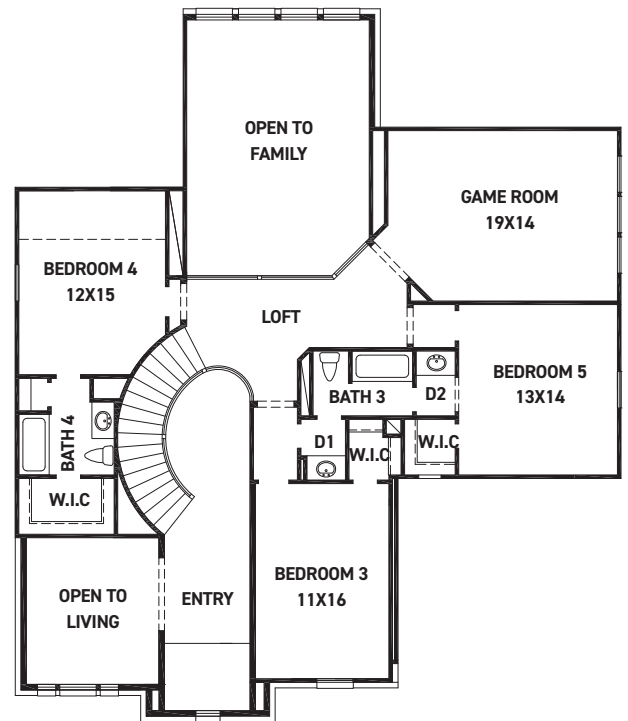 OPEN TO
FAMILY
GAME ROOM
19X14
BEDROOM 4
12X15
LOFT
BEDROOM 5
13X14
BATH 3
D2
BATH 4
D1
W.I.C
W.I.C
W.I.C
BEDROOM 3
11X16
OPEN TO
LIVING
ENTRY